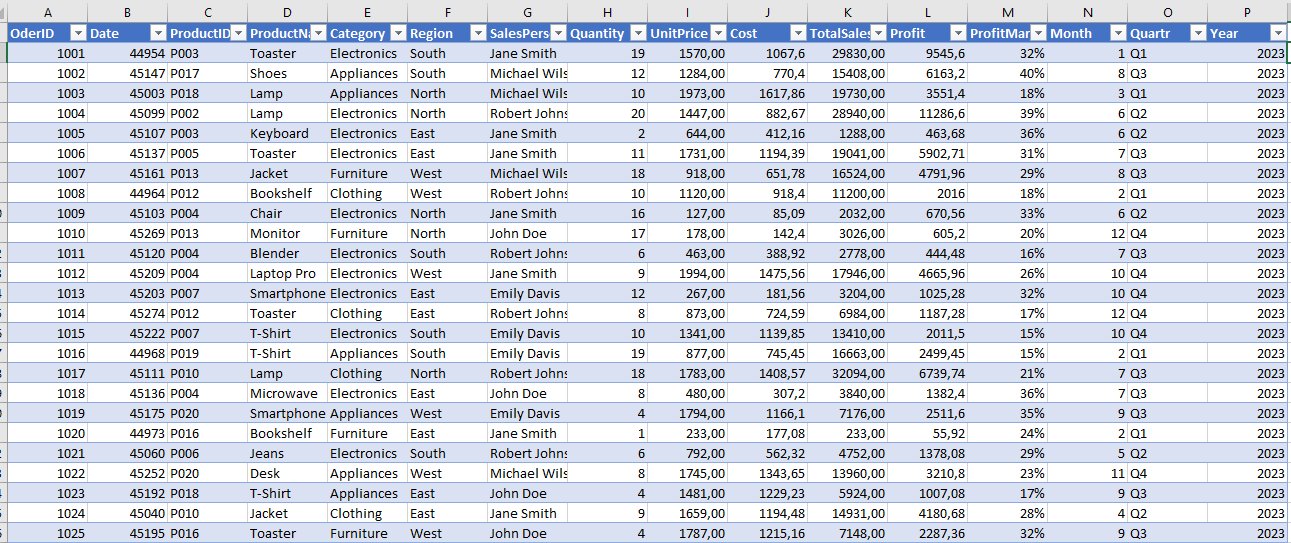 A B C D E F G H I J K L M N O P
OderID Date ProductID ProductNa Category Region SalesPers Quantity UnitPrice Cost TotalSales Profit ProfitMar Month Quartr Year
1001 44954 P003 Toaster Electronics South Jane Smith 19 1570,00 1067,6 29830,00 9545,6 32% 1 Q1 2023
1002 45147 P017 Shoes Appliances South Michael Wils 12 1284,00 770,4 15408,00 6163,2 40% 8 Q3 2023
1003 45003 P018 Lamp Appliances North Michael Wils 10 1973,00 1617,86 19730,00 3551,4 18% 3 Q1 2023
1004 45099 P002 Lamp Electronics North Robert Johns 20 1447,00 882,67 28940,00 11286,6 39% 6 Q2 2023
1005 45107 P003 Keyboard Electronics East Jane Smith 2 644,00 412,16 1288,00 463,68 36% 6 Q2 2023
1006 45137 P005 Toaster Electronics East Jane Smith 11 1731,00 1194,39 19041,00 5902,71 31% 7 Q3 2023
1007 45161 P013 Jacket Furniture West Michael Wils 18 918,00 651,78 16524,00 4791,96 29% 8 Q3 2023
1008 44964 P012 Bookshelf Clothing West Robert Johns 10 1120,00 918,4 11200,00 2016 18% 2 Q1 2023
1009 45103 P004 Chair Electronics North Jane Smith 16 127,00 85,09 2032,00 670,56 33% 6 Q2 2023
1010 45269 P013 Monitor Furniture North John Doe 17 178,00 142,4 3026,00 605,2 20% 12 Q4 2023
1011 45120 P004 Blender Electronics South Robert Johns 6 463,00 388,92 2778,00 444,48 16% 7 Q3 2023
1012 45209 P004 Laptop Pro Electronics West Jane Smith 9 1994,00 1475,56 17946,00 4665,96 26% 10 Q4 2023
1013 45203 P007 Smartphone Electronics East Emily Davis 12 267,00 181,56 3204,00 1025,28 32% 10 Q4 2023
1014 45274 P012 Toaster Clothing East Robert Johns 8 873,00 724,59 6984,00 1187,28 17% 12 Q4 2023
1015 45222 P007 T-Shirt Electronics South Emily Davis 10 1341,00 1139,85 13410,00 2011,5 15% 10 Q4 2023
1016 44968 P019 T-Shirt Appliances South Emily Davis 19 877,00 745,45 16663,00 2499,45 15% 2 Q1 2023
1017 45111 P010 Lamp Clothing North Robert Johns 18 1783,00 1408,57 32094,00 6739,74 21% 7 Q3 2023
1018 45136 P004 Microwave Electronics East John Doe 8 480,00 307,2 3840,00 1382,4 36% 7 Q3 2023
1019 45175 P020 Smartphone Appliances West Emily Davis 4 1794,00 1166,1 7176,00 2511,6 35% 9 Q3 2023
1020 44973 P016 Bookshelf Furniture East Jane Smith 1 233,00 177,08 233,00 55,92 24% 2 Q1 2023
1021 45060 P006 Jeans Electronics South Robert Johns 6 792,00 562,32 4752,00 1378,08 29% 5 Q2 2023
1022 45252 P020 Desk Appliances West Michael Wils 8 1745,00 1343,65 13960,00 3210,8 23% 11 Q4 2023
1023 45192 P018 T-Shirt Appliances East John Doe 4 1481,00 1229,23 5924,00 1007,08 17% 9 Q3 2023
1024 45040 P010 Jacket Clothing East Jane Smith 9 1659,00 1194,48 14931,00 4180,68 28% 4 Q2 2023
1025 45195 P016 Toaster Furniture West John Doe 4 1787,00 1215,16 7148,00 2287,36 32% 9 Q3 2023